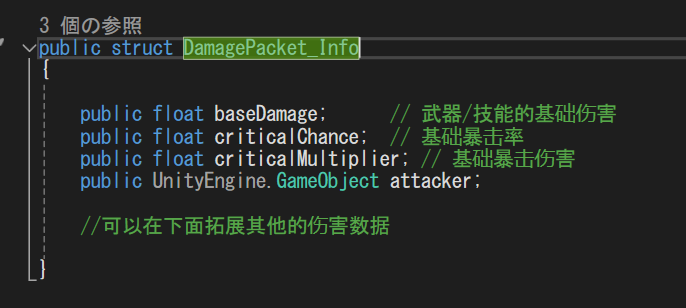 3 個の参照
public struct DamagePacket_Info
{
public float baseDamage; // 武器/技能的基础伤害
public float criticalChance; // 基础暴击率
public float criticalMultiplier; // 基础暴击伤害
public UnityEngine.GameObject attacker;
//可以在下面拓展其他的伤害数据
}